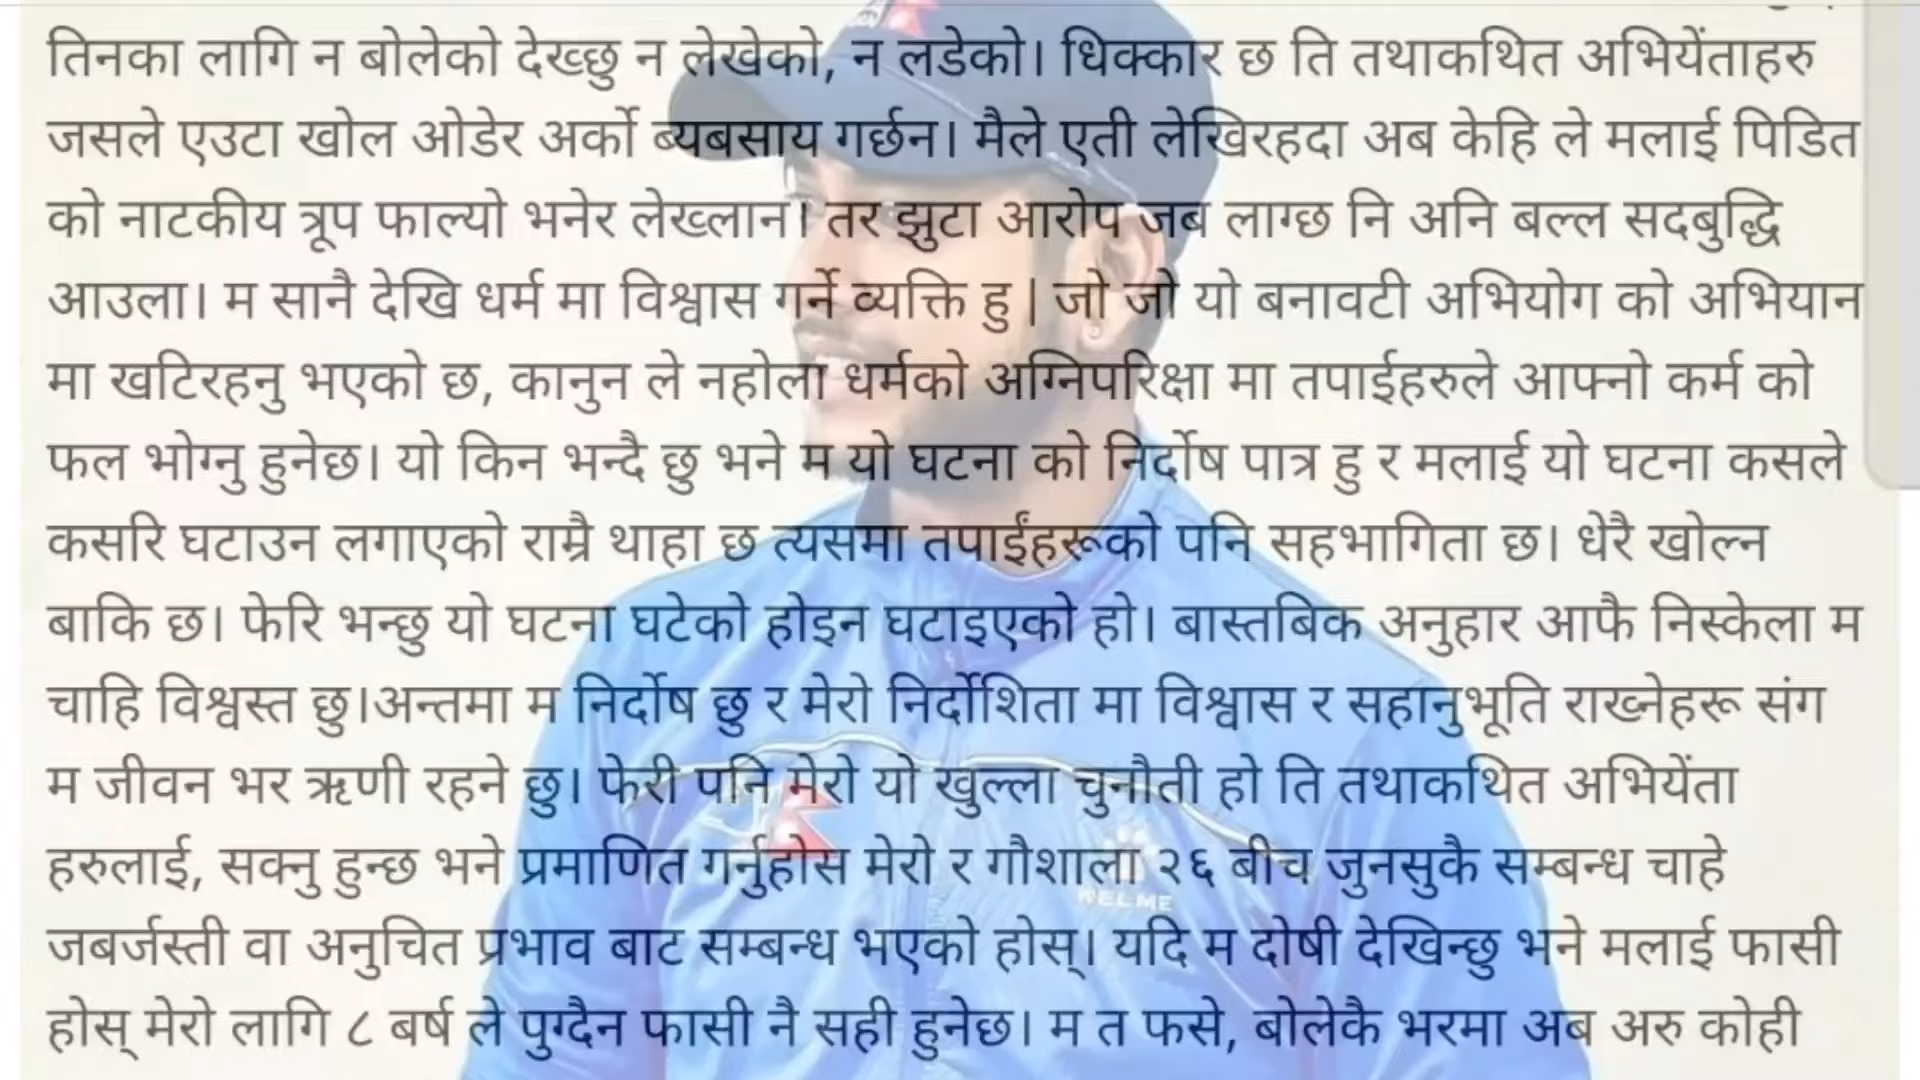 तिनका लागि न बोलेको देख्छु न लेखेको, न लडेको। धिक्कार छ ति तथाकथित अभियेंताहरु
जसले एउटा खोल ओडेर अर्को ब्यबसाय गर्छन। मैले एती लेखिरहदा अब केहि ले मलाई पिडित
को नाटकीय त्रूप फाल्यो भनेर लेख्लान। तर झुटा आरोप जब लाग्छ नि अनि बल्ल सदबुद्धि
आउला। म सानै देखि धर्म मा विश्वास गर्ने व्यक्ति हु | जो जो यो बनावटी अभियोग को अभियान
मा खटिरहनु भएको छ, कानुन ले नहोला धर्मको अग्निपरिक्षा मा तपाईहरुले आफ्नो कर्म को
फल भोग्नु हुनेछ। यो किन भन्दै छु भने म यो घटना को निर्दोष पात्र हु र मलाई यो घटना कसले
कसरि घटाउन लगाएको राम्रै थाहा छ त्यसमा तपाईंहरूको पनि सहभागिता छ। धेरै खोल्न
बाकि छ। फेरि भन्छु यो घटना घटेको होइन घटाइएको हो। बास्तबिक अनुहार आफै निस्केला म
चाहि विश्वस्त छु।अन्तमा म निर्दोष छु र मेरो निर्दोशिता मा विश्वास र सहानुभूति राख्नेहरू संग
म जीवन भर ऋणी रहने छु। फेरी पनि मेरो यो खुल्ला चुनौती हो ति तथाकथित अभियेंता
हरुलाई, सक्नु हुन्छ भने प्रमाणित गर्नुहोस मेरो र गौशाला २६ बीच जुनसुकै सम्बन्ध चाहे
KELME
जबर्जस्ती वा अनुचित प्रभाव बाट सम्बन्ध भएको होस्। यदि म दोषी देखिन्छु भने मलाई फासी
होस् मेरो लागि ८ बर्ष ले पुग्दैन फासी नै सही हुनेछ। म त फसे, बोलेकै भरमा अब अरु कोही